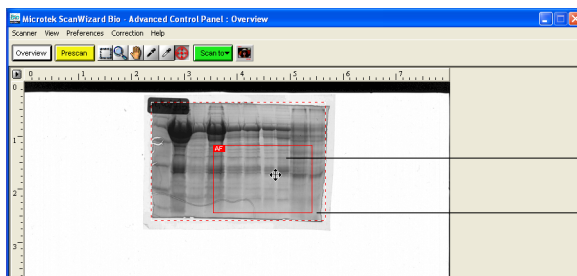 Microtek ScanWizard Bio - Advanced Control Panel : Overview
Scanner View Preferences Correction Help
Overview Prescan Scan to
0 1 2 3 4 5 6 7
0
1
AF
2
3